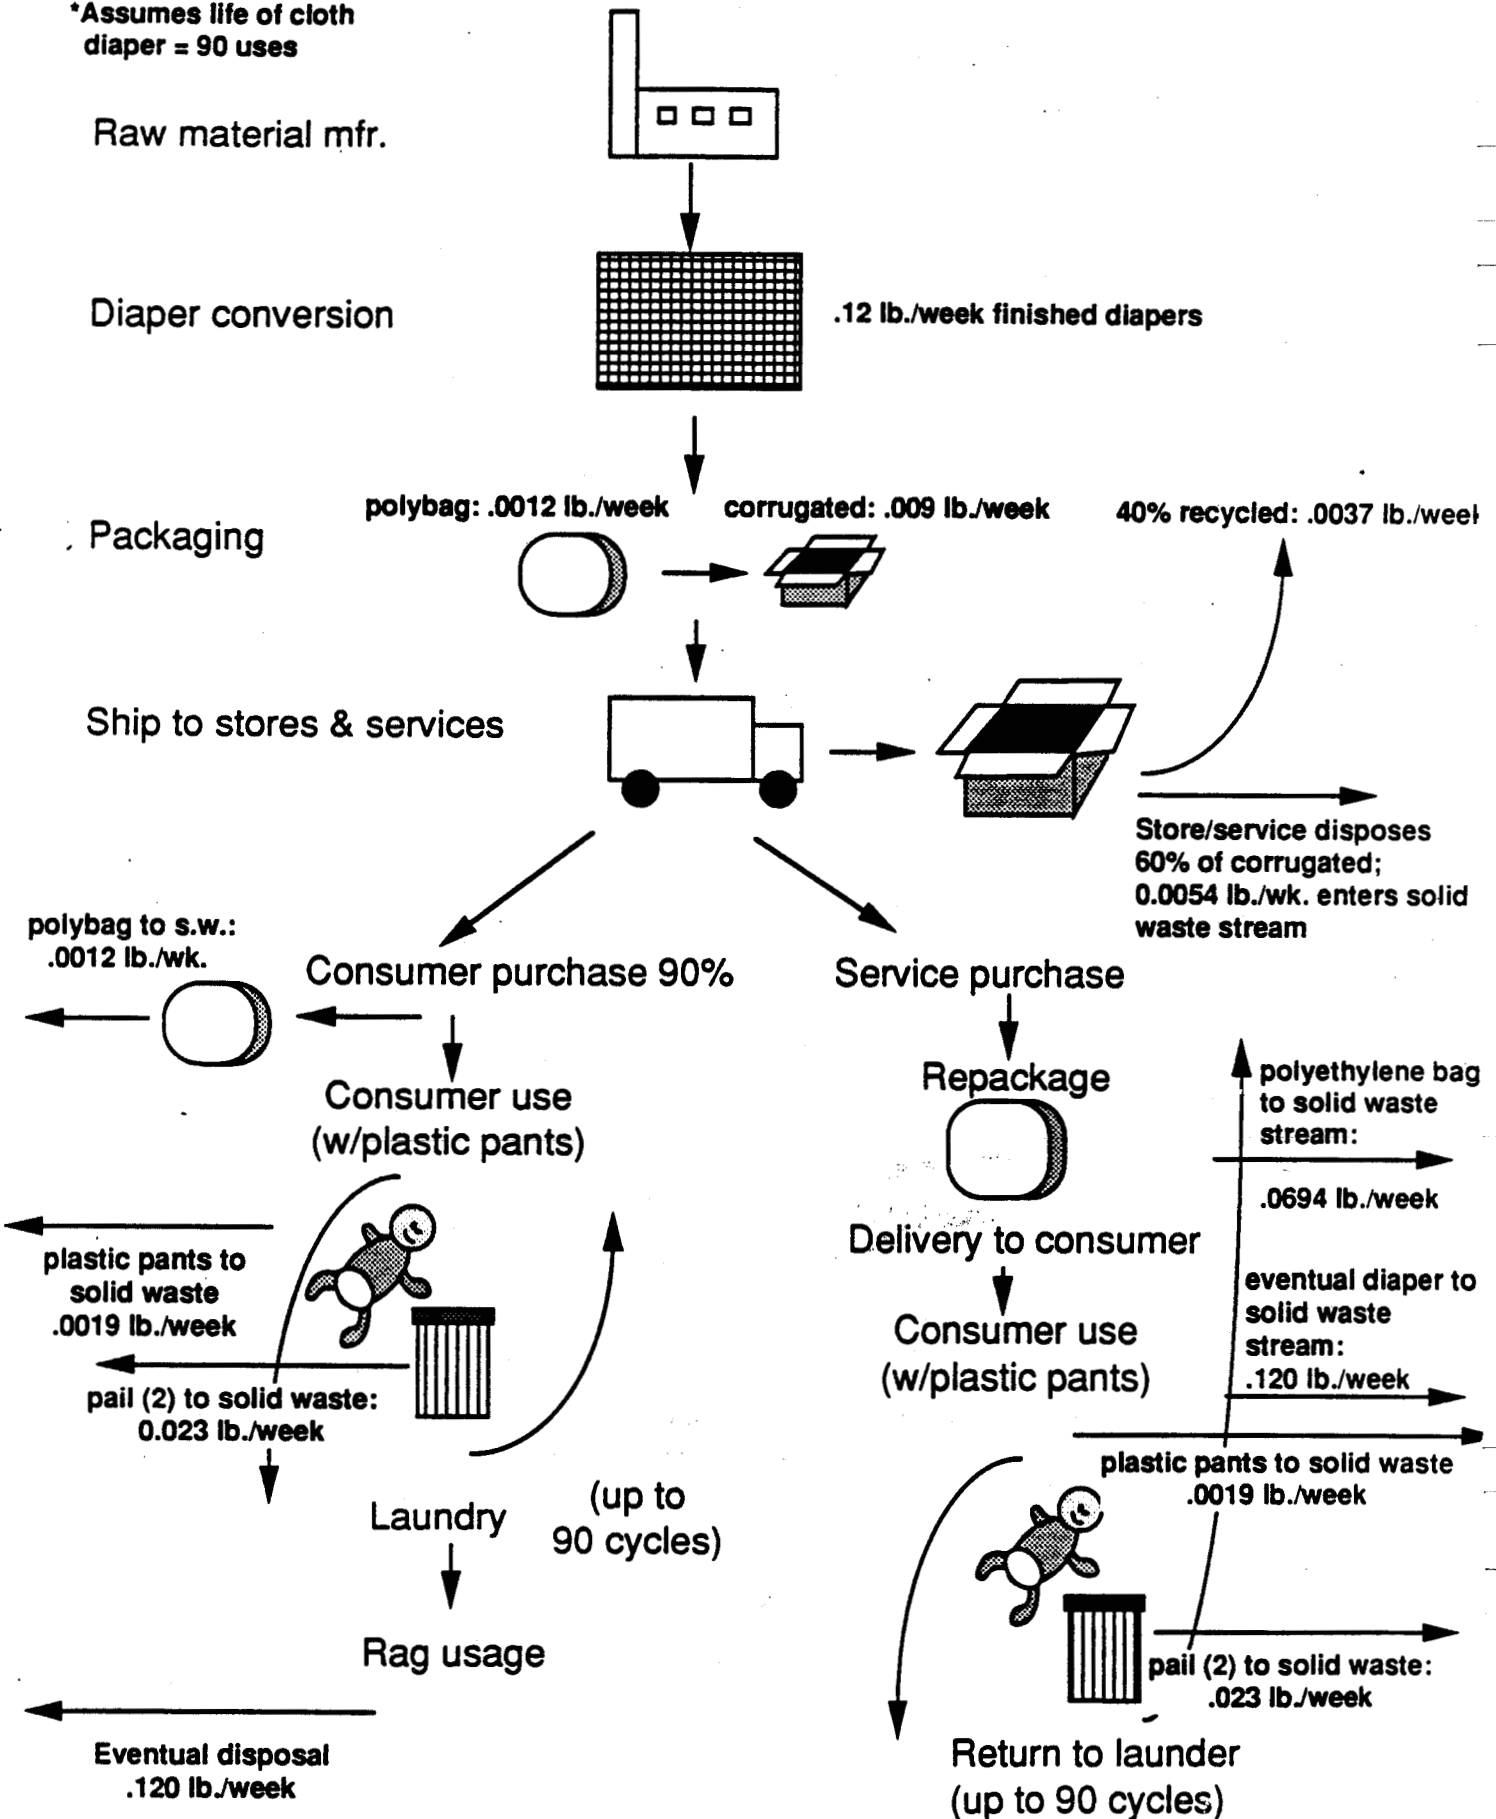 *Assumes life of cloth
diaper = 90 uses
Raw material mfr.
Diaper conversion
.12 lb./week finished diapers
polybag: .0012 lb./week
corrugated: .009 lb./week
40% recycled: .0037 lb./week
Packaging
Ship to stores & services
Store/service disposes
60% of corrugated;
0.0054 lb./wk. enters solid
waste stream
polybag to s.w.:
.0012 lb./wk.
Consumer purchase 90%
Service purchase
Consumer use
(w/plastic pants)
Repackage
polyethylene bag
to solid waste
stream:
.0694 lb./week
plastic pants to
solid waste
.0019 lb./week
Delivery to consumer
Consumer use
(w/plastic pants)
eventual diaper to
solid waste
stream:
.120 lb./week
pail (2) to solid waste:
0.023 lb./week
plastic pants to solid waste
.0019 lb./week
Laundry
(up to
90 cycles)
Rag usage
pail (2) to solid waste:
.023 lb./week
Eventual disposal
.120 lb./week
Return to launder
(up to 90 cycles)